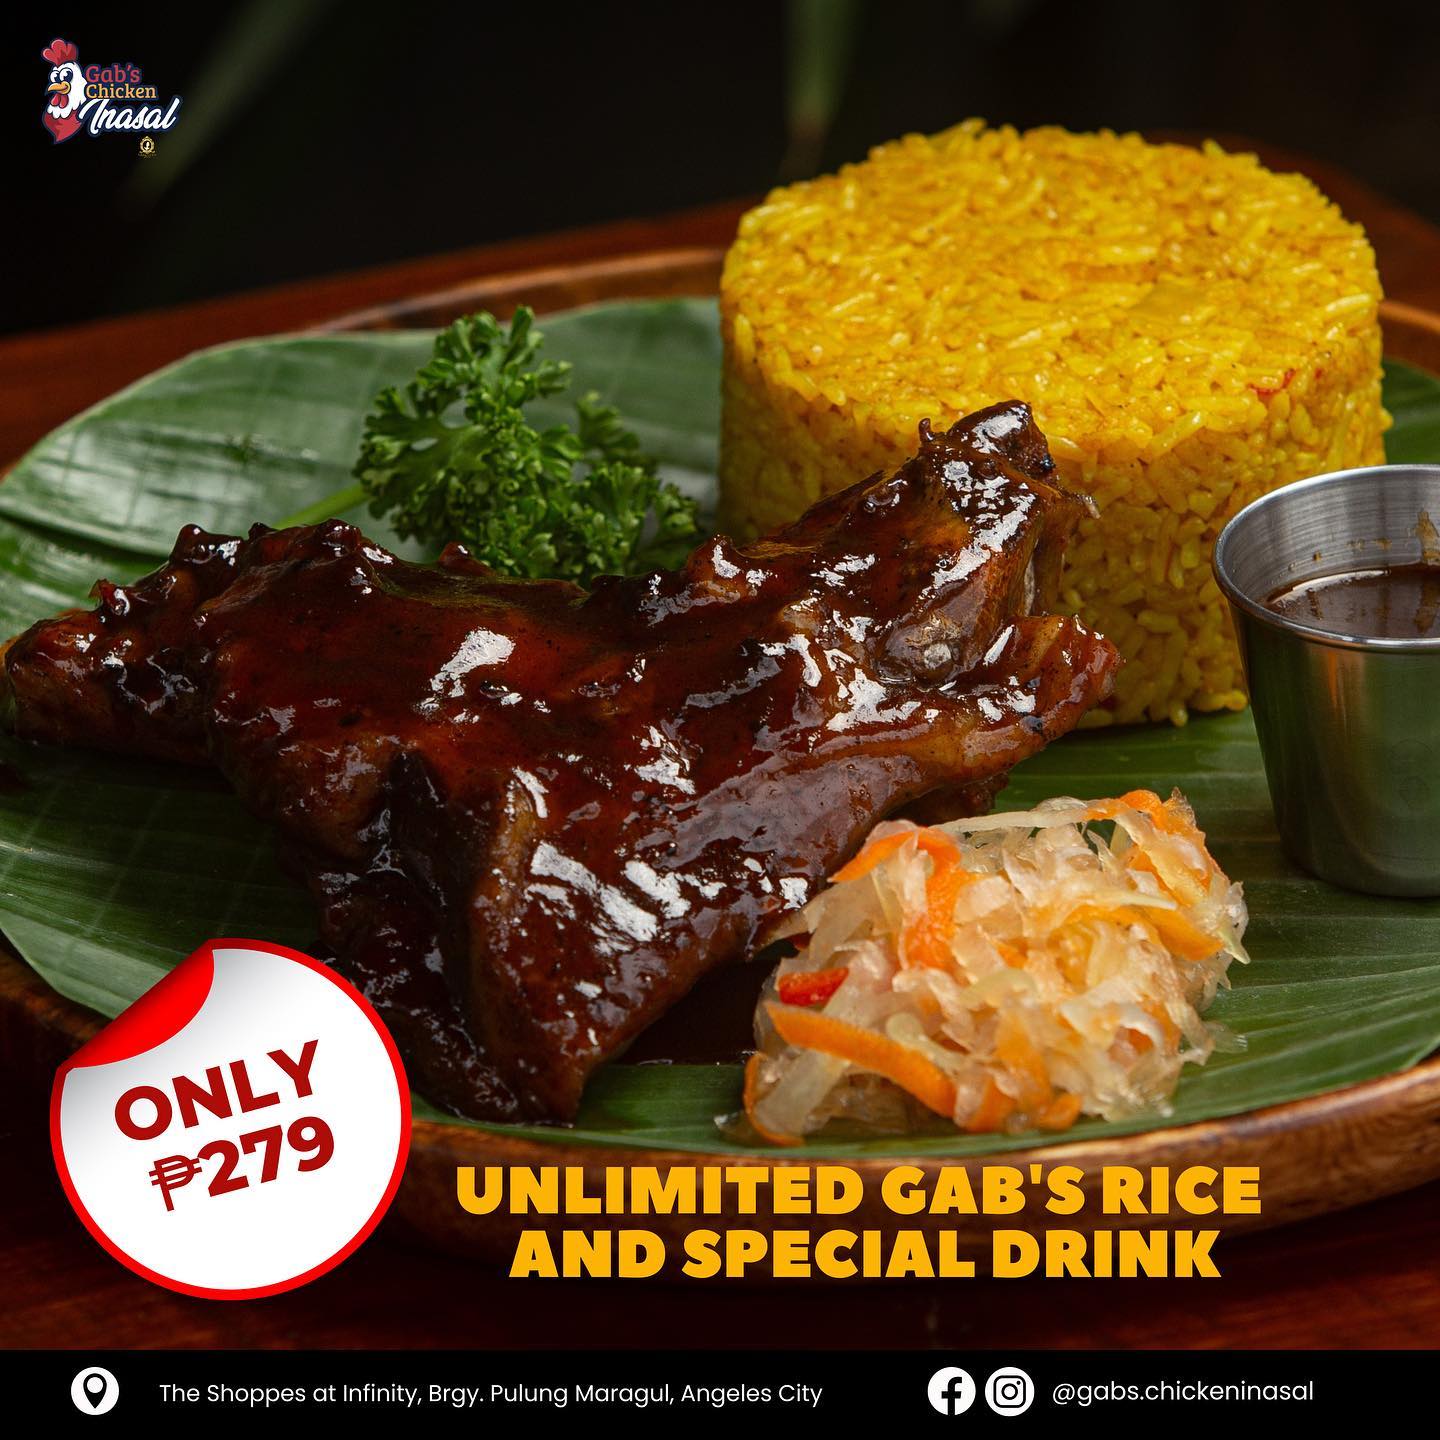 Gab's
Chicken
Inasal
ONLY
₱279
UNLIMITED GAB'S RICE
AND SPECIAL DRINK
The Shoppes at Infinity, Brgy. Pulung Maragul, Angeles City
@gabs.chickeninasal